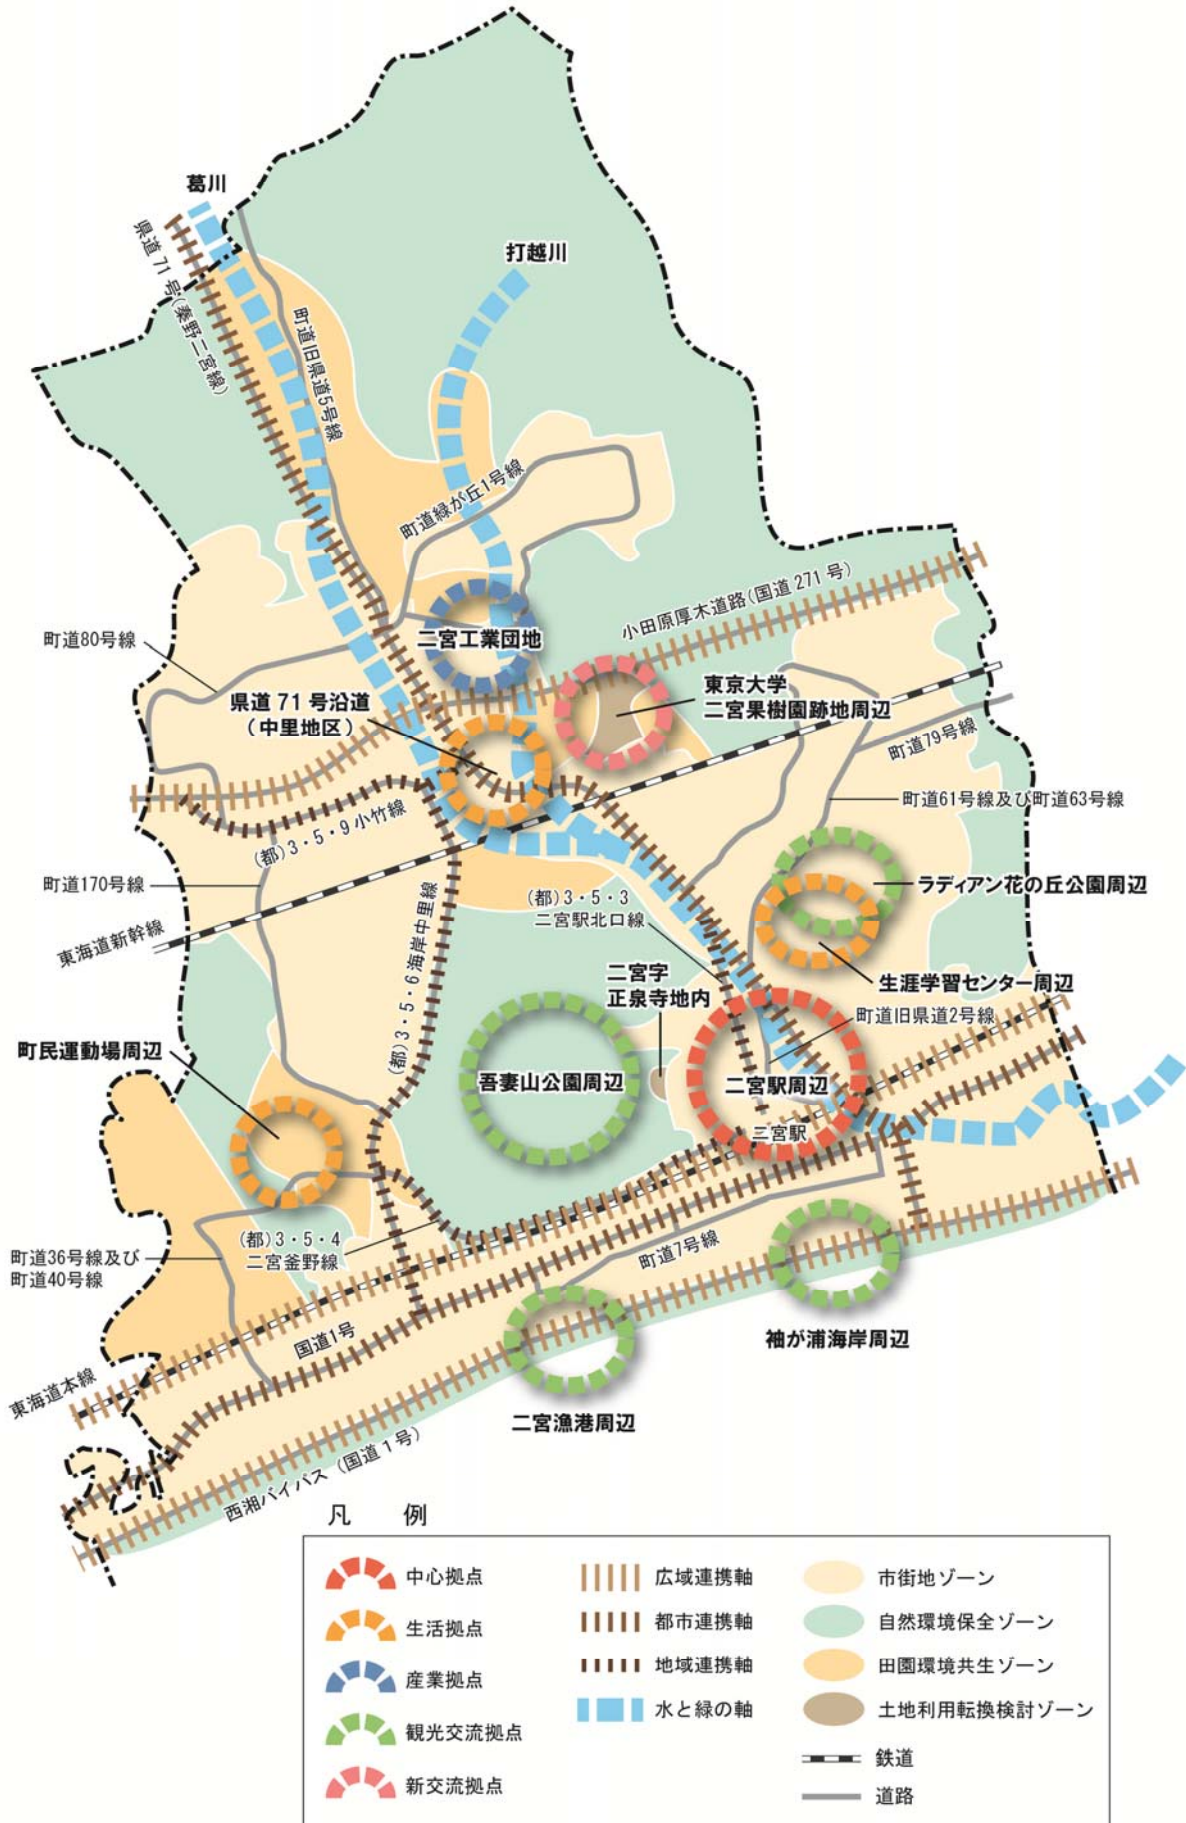 葛川
県道71号(秦野二宮線)
打越川
町道旧県道5号線
町道緑が丘1号線
小田原厚木道路(国道271号)
町道80号線
二宮工業団地
県道71号沿道
(中里地区)
東京大学
二宮果樹園跡地周辺
町道79号線
町道61号線及び町道63号線
(都)3・5・9小竹線
町道170号線
東海道新幹線
(都)3・5・6海岸中里線
(都)3・5・3
二宮駅北口線
ラディアン花の丘公園周辺
生涯学習センター周辺
二宮字
正泉寺地内
町道旧県道2号線
町民運動場周辺
吾妻山公園周辺
二宮駅周辺
二宮駅
町道36号線及び
町道40号線
(都)3・5・4
二宮釜野線
町道7号線
国道1号
東海道本線
袖が浦海岸周辺
二宮漁港周辺
西湘バイパス(国道1号)
凡 例
中心拠点
生活拠点
産業拠点
観光交流拠点
新交流拠点
広域連携軸
都市連携軸
地域連携軸
水と緑の軸
市街地ゾーン
自然環境保全ゾーン
田園環境共生ゾーン
土地利用転換検討ゾーン
鉄道
道路